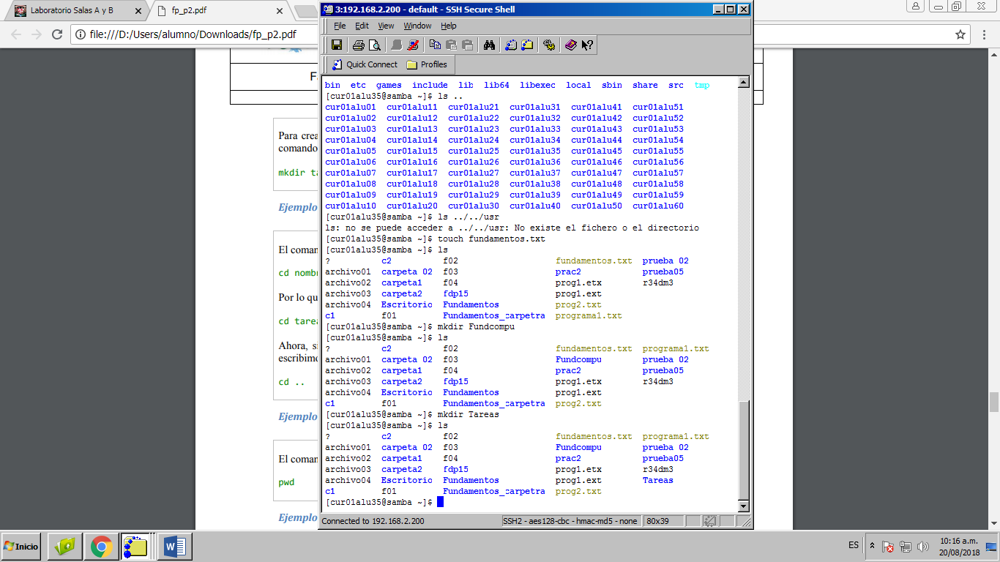 Laboratorio Salas A y B
fp_p2.pdf
file:///D:/Users/alumno/Downloads/fp_p2.pdf
Para crea
comando
mkdir ta
Ejemplo
El coman
cd nombr
Por lo qu
cd tarea
Ahora, si
escribimo
cd ..
Ejemplo
El coman
pwd
Ejemplo
3:192.168.2.200 - default - SSH Secure Shell
File Edit View Window Help
Quick Connect Profiles
bin etc games include lib lib64 libexec local sbin share src tmp
[cur01alu35@samba ~]$ ls ..
cur01alu01 cur01alu11 cur01alu21 cur01alu31 cur01alu41 cur01alu51
cur01alu02 cur01alu12 cur01alu22 cur01alu32 cur01alu42 cur01alu52
cur01alu03 cur01alu13 cur01alu23 cur01alu33 cur01alu43 cur01alu53
cur01alu04 cur01alu14 cur01alu24 cur01alu34 cur01alu44 cur01alu54
cur01alu05 cur01alu15 cur01alu25 cur01alu35 cur01alu45 cur01alu55
cur01alu06 cur01alu16 cur01alu26 cur01alu36 cur01alu46 cur01alu56
cur01alu07 cur01alu17 cur01alu27 cur01alu37 cur01alu47 cur01alu57
cur01alu08 cur01alu18 cur01alu28 cur01alu38 cur01alu48 cur01alu58
cur01alu09 cur01alu19 cur01alu29 cur01alu39 cur01alu49 cur01alu59
cur01alu10 cur01alu20 cur01alu30 cur01alu40 cur01alu50 cur01alu60
[cur01alu35@samba ~]$ ls ../../usr
ls: no se puede acceder a ../../usr: No existe el fichero o el directorio
[cur01alu35@samba ~]$ touch fundamentos.txt
[cur01alu35@samba ~]$ ls
? c2 f02 fundamentos.txt prueba 02
archivo01 carpeta 02 f03 prac2 prueba05
archivo02 carpeta1 f04 prog1.etx r34dm3
archivo03 carpeta2 fdp15 prog1.ext
archivo04 Escritorio Fundamentos prog2.txt
c1 f01 Fundamentos_carpetra programa1.txt
[cur01alu35@samba ~]$ mkdir Fundcompu
[cur01alu35@samba ~]$ ls
? c2 f02 fundamentos.txt programa1.txt
archivo01 carpeta 02 f03 Fundcompu prueba 02
archivo02 carpeta1 f04 prac2 prueba05
archivo03 carpeta2 fdp15 prog1.etx r34dm3
archivo04 Escritorio Fundamentos prog1.ext
c1 f01 Fundamentos_carpetra prog2.txt
[cur01alu35@samba ~]$ mkdir Tareas
[cur01alu35@samba ~]$ ls
? c2 f02 fundamentos.txt programa1.txt
archivo01 carpeta 02 f03 Fundcompu prueba 02
archivo02 carpeta1 f04 prac2 prueba05
archivo03 carpeta2 fdp15 prog1.etx r34dm3
archivo04 Escritorio Fundamentos prog1.ext Tareas
c1 f01 Fundamentos_carpetra prog2.txt
[cur01alu35@samba ~]$
Connected to 192.168.2.200 SSH2 - aes128-cbc - hmac-md5 - none 80x39
Inicio
ES
10:16 a.m.
20/08/2018